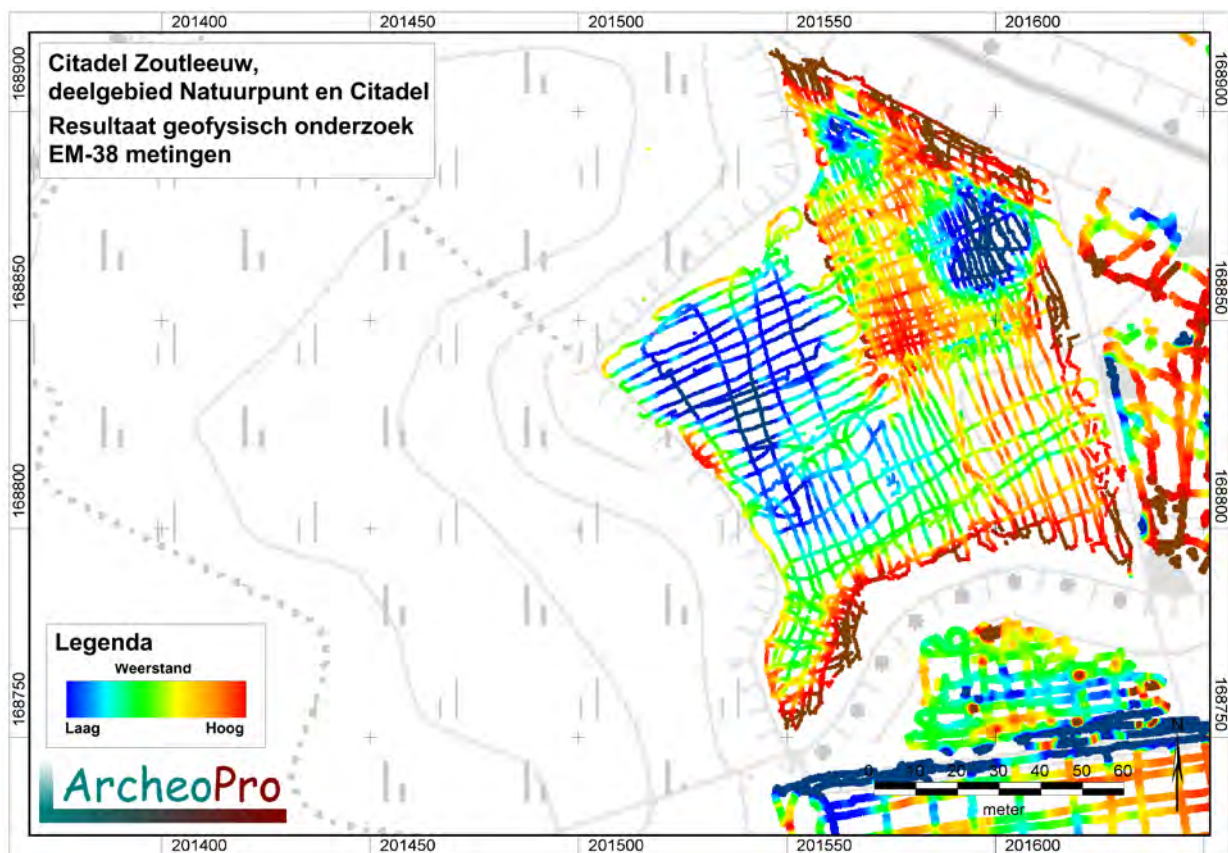 201400 201450 201500 201550 201600
168900 168900
Citadel Zoutleeuw,
deelgebied Natuurpunt en Citadel
Resultaat geofysisch onderzoek
EM-38 metingen
168850 168850
168800 168800
168750 168750
Legenda
Weerstand
Laag Hoog
ArcheoPro
N
0 10 20 30 40 50 60
meter
201400 201450 201500 201550 201600